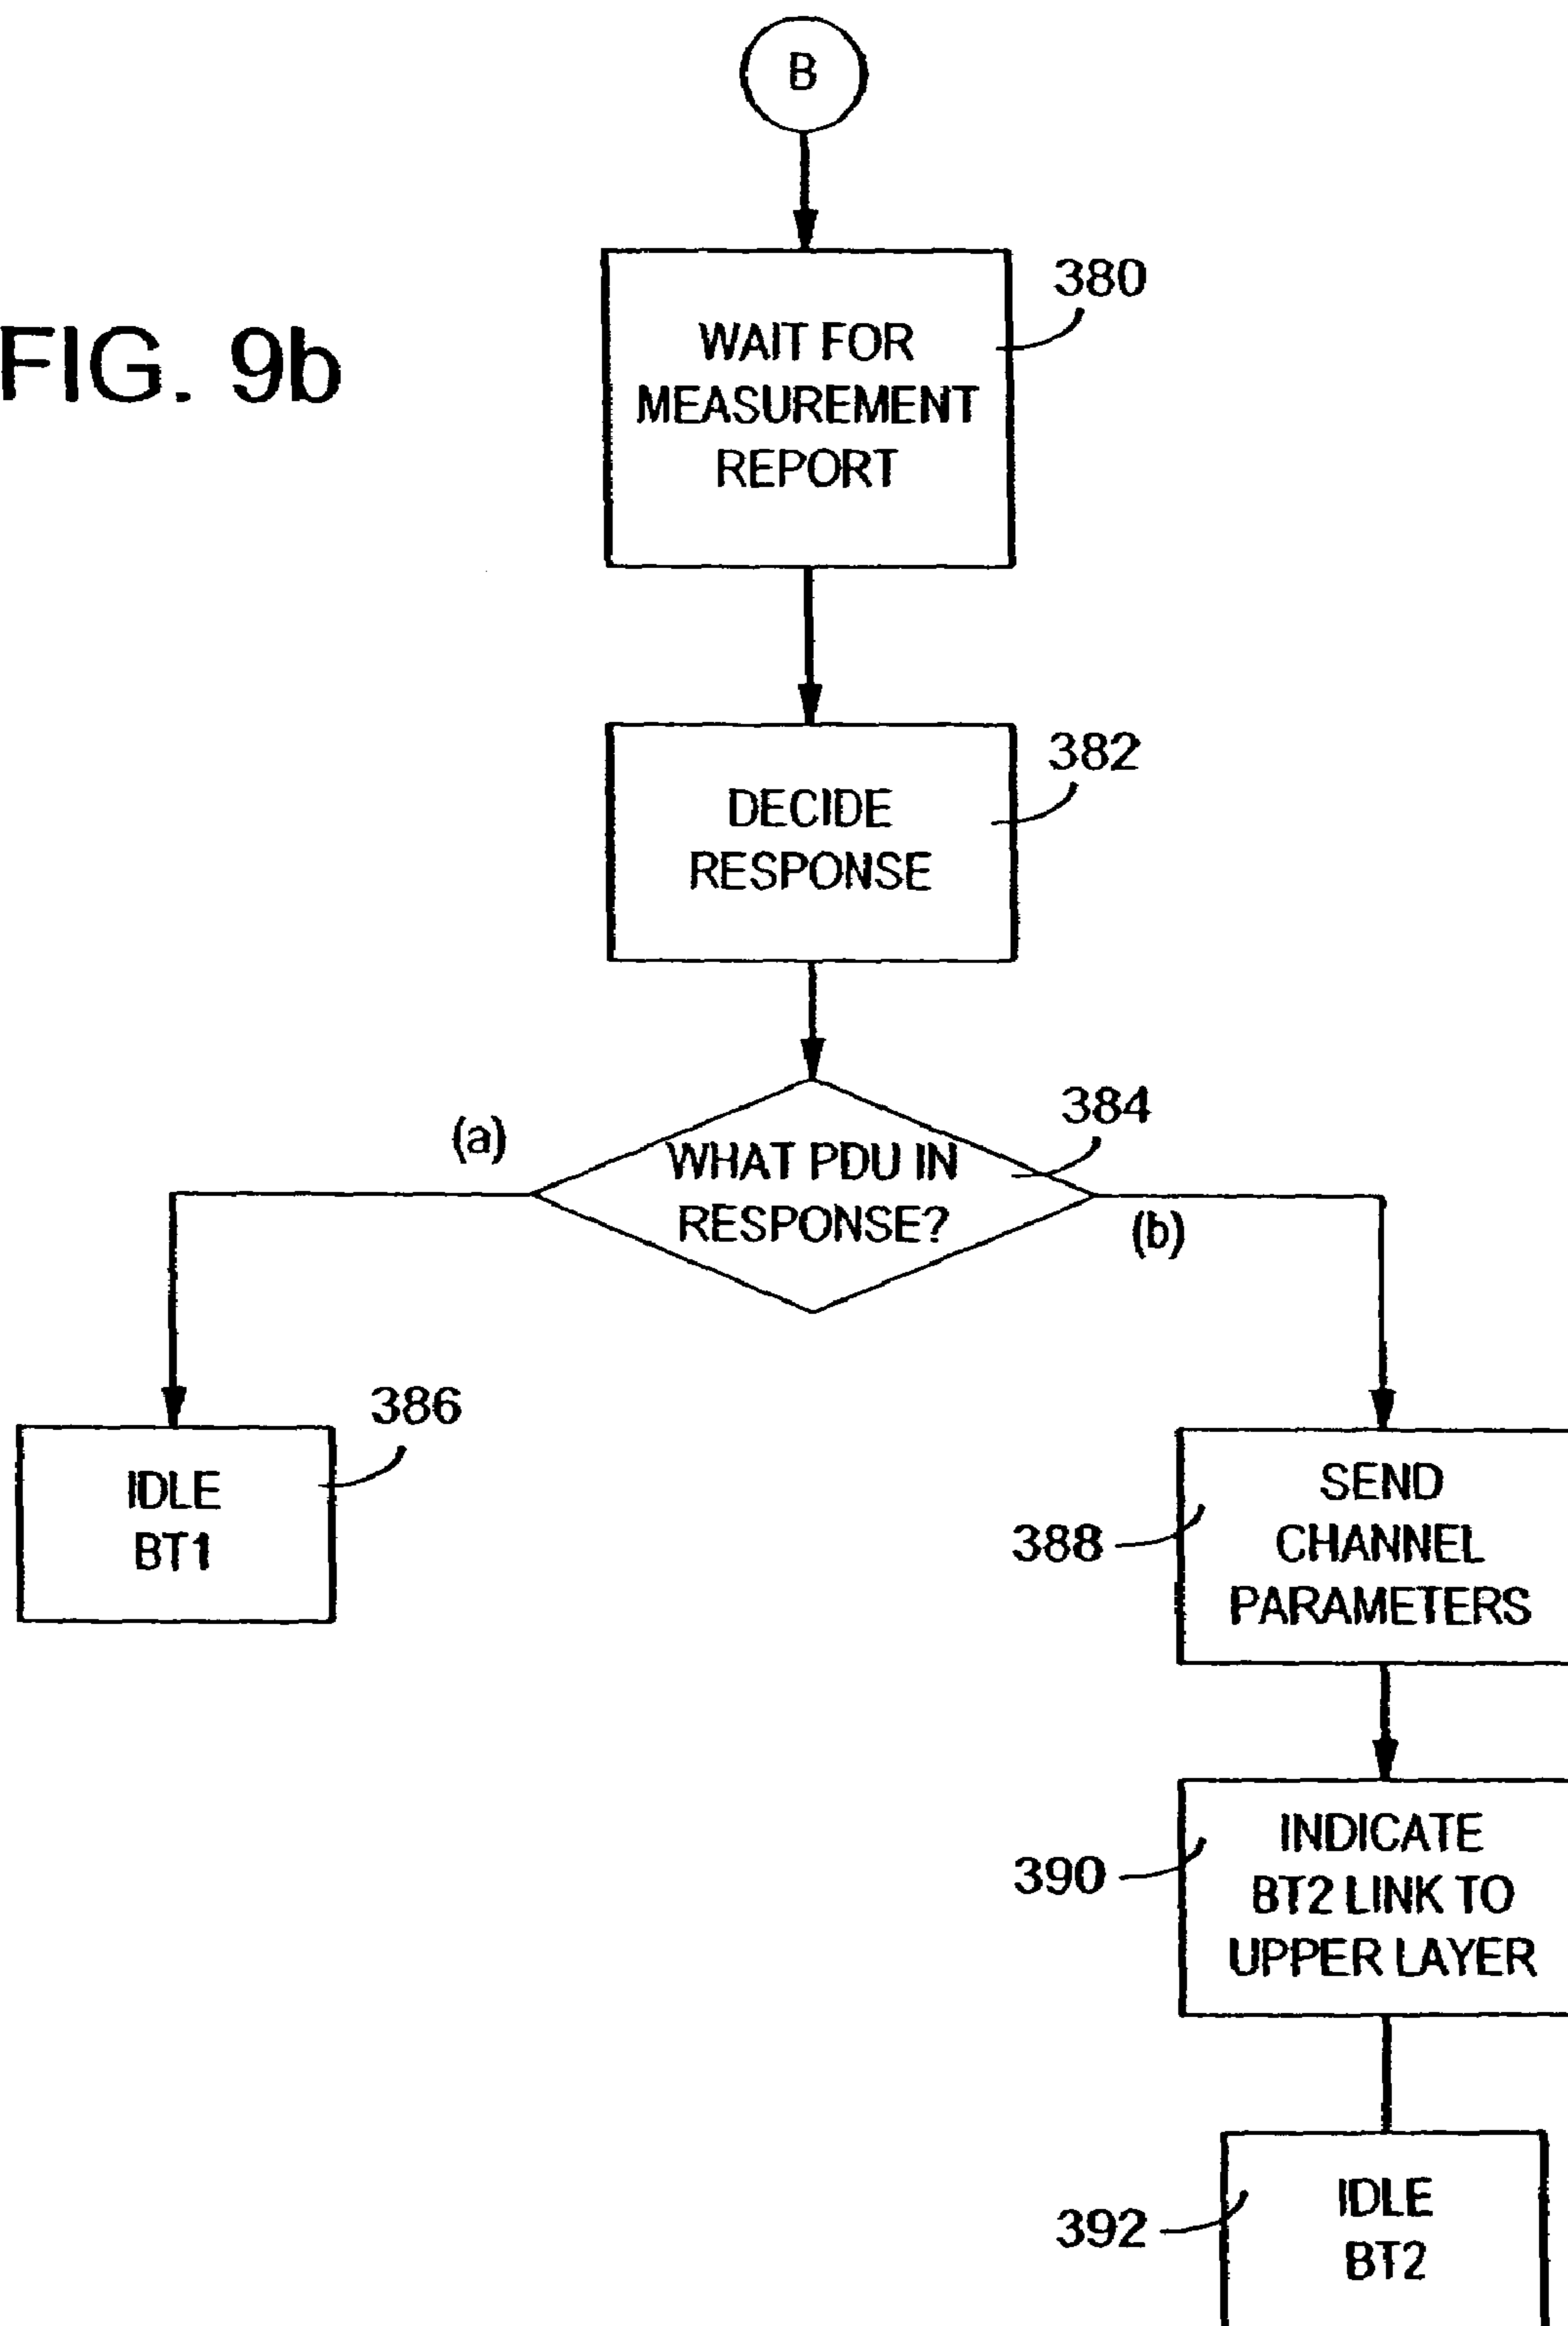 B
FIG. 9b
380
WAIT FOR
MEASUREMENT
REPORT
382
DECIDE
RESPONSE
384
(a)
WHAT PDU IN
RESPONSE?
(b)
386
IDLE
BT1
388
SEND
CHANNEL
PARAMETERS
390
INDICATE
BT2 LINK TO
UPPER LAYER
392
IDLE
BT2